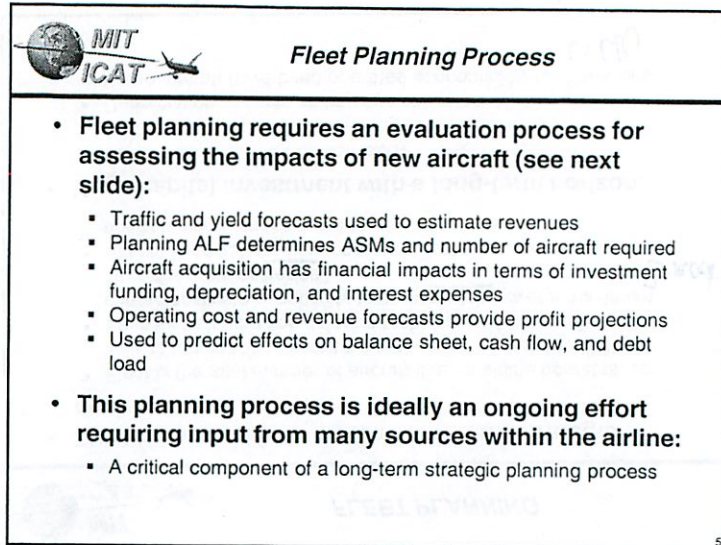 MIT
ICAT
Fleet Planning Process
• Fleet planning requires an evaluation process for
assessing the impacts of new aircraft (see next
slide):
▪ Traffic and yield forecasts used to estimate revenues
▪ Planning ALF determines ASMs and number of aircraft required
▪ Aircraft acquisition has financial impacts in terms of investment
funding, depreciation, and interest expenses
▪ Operating cost and revenue forecasts provide profit projections
▪ Used to predict effects on balance sheet, cash flow, and debt
load
• This planning process is ideally an ongoing effort
requiring input from many sources within the airline:
▪ A critical component of a long-term strategic planning process
5